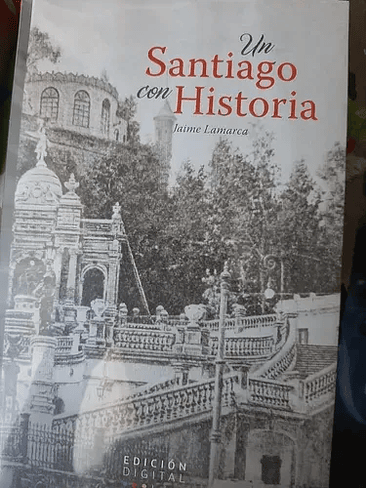 Un
Santiago
con Historia
Jaime Lamarca
EDICIÓN
DIGITAL